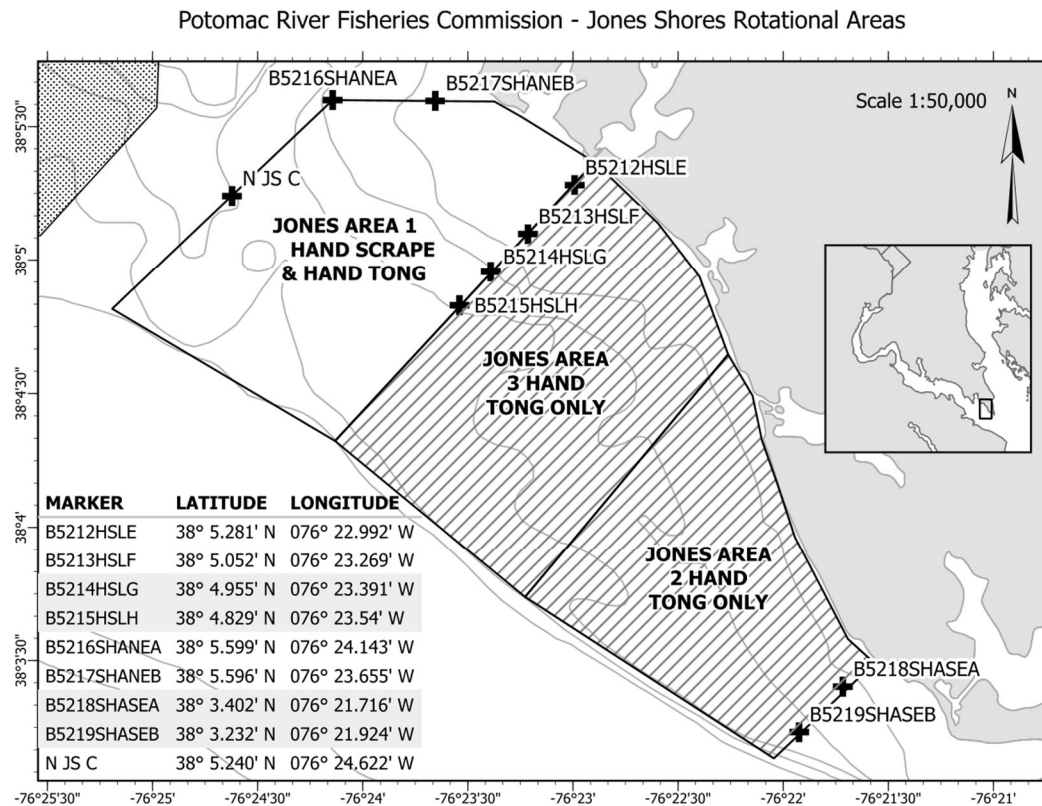 Potomac River Fisheries Commission - Jones Shores Rotational Areas
B5216SHANEA
B5217SHANEB
Scale 1:50,000
N
B5212HSLE
N JS C
B5213HSLF
JONES AREA 1
HAND SCRAPE
& HAND TONG
B5214HSLG
B5215HSLH
JONES AREA
3 HAND
TONG ONLY
JONES AREA
2 HAND
TONG ONLY
B5218SHASEA
B5219SHASEB
MARKER LATITUDE LONGITUDE
B5212HSLE 38° 5.281' N 076° 22.992' W
B5213HSLF 38° 5.052' N 076° 23.269' W
B5214HSLG 38° 4.955' N 076° 23.391' W
B5215HSLH 38° 4.829' N 076° 23.54' W
B5216SHANEA 38° 5.599' N 076° 24.143' W
B5217SHANEB 38° 5.596' N 076° 23.655' W
B5218SHASEA 38° 3.402' N 076° 21.716' W
B5219SHASEB 38° 3.232' N 076° 21.924' W
N JS C 38° 5.240' N 076° 24.622' W
38°5'30"
38°5'
38°4'30"
38°4'
38°3'30"
-76°25'30" -76°25' -76°24'30" -76°24' -76°23'30" -76°23' -76°22'30" -76°22' -76°21'30" -76°21'